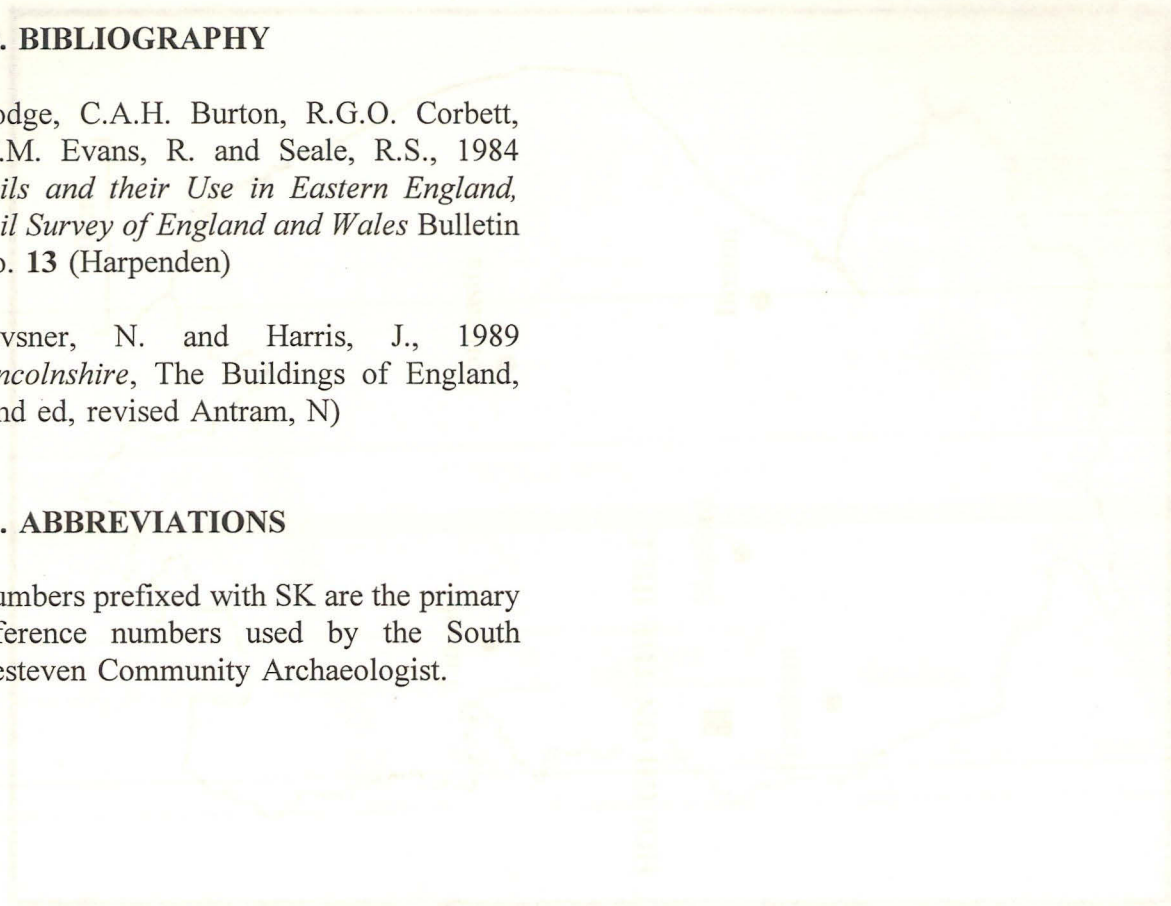 . BIBLIOGRAPHY
odge, C.A.H. Burton, R.G.O. Corbett,
.M. Evans, R. and Seale, R.S., 1984
ils and their Use in Eastern England,
il Survey of England and Wales Bulletin
o. 13 (Harpenden)
vsner, N. and Harris, J., 1989
ncolnshire, The Buildings of England,
nd ed, revised Antram, N)
. ABBREVIATIONS
umbers prefixed with SK are the primary
ference numbers used by the South
esteven Community Archaeologist.